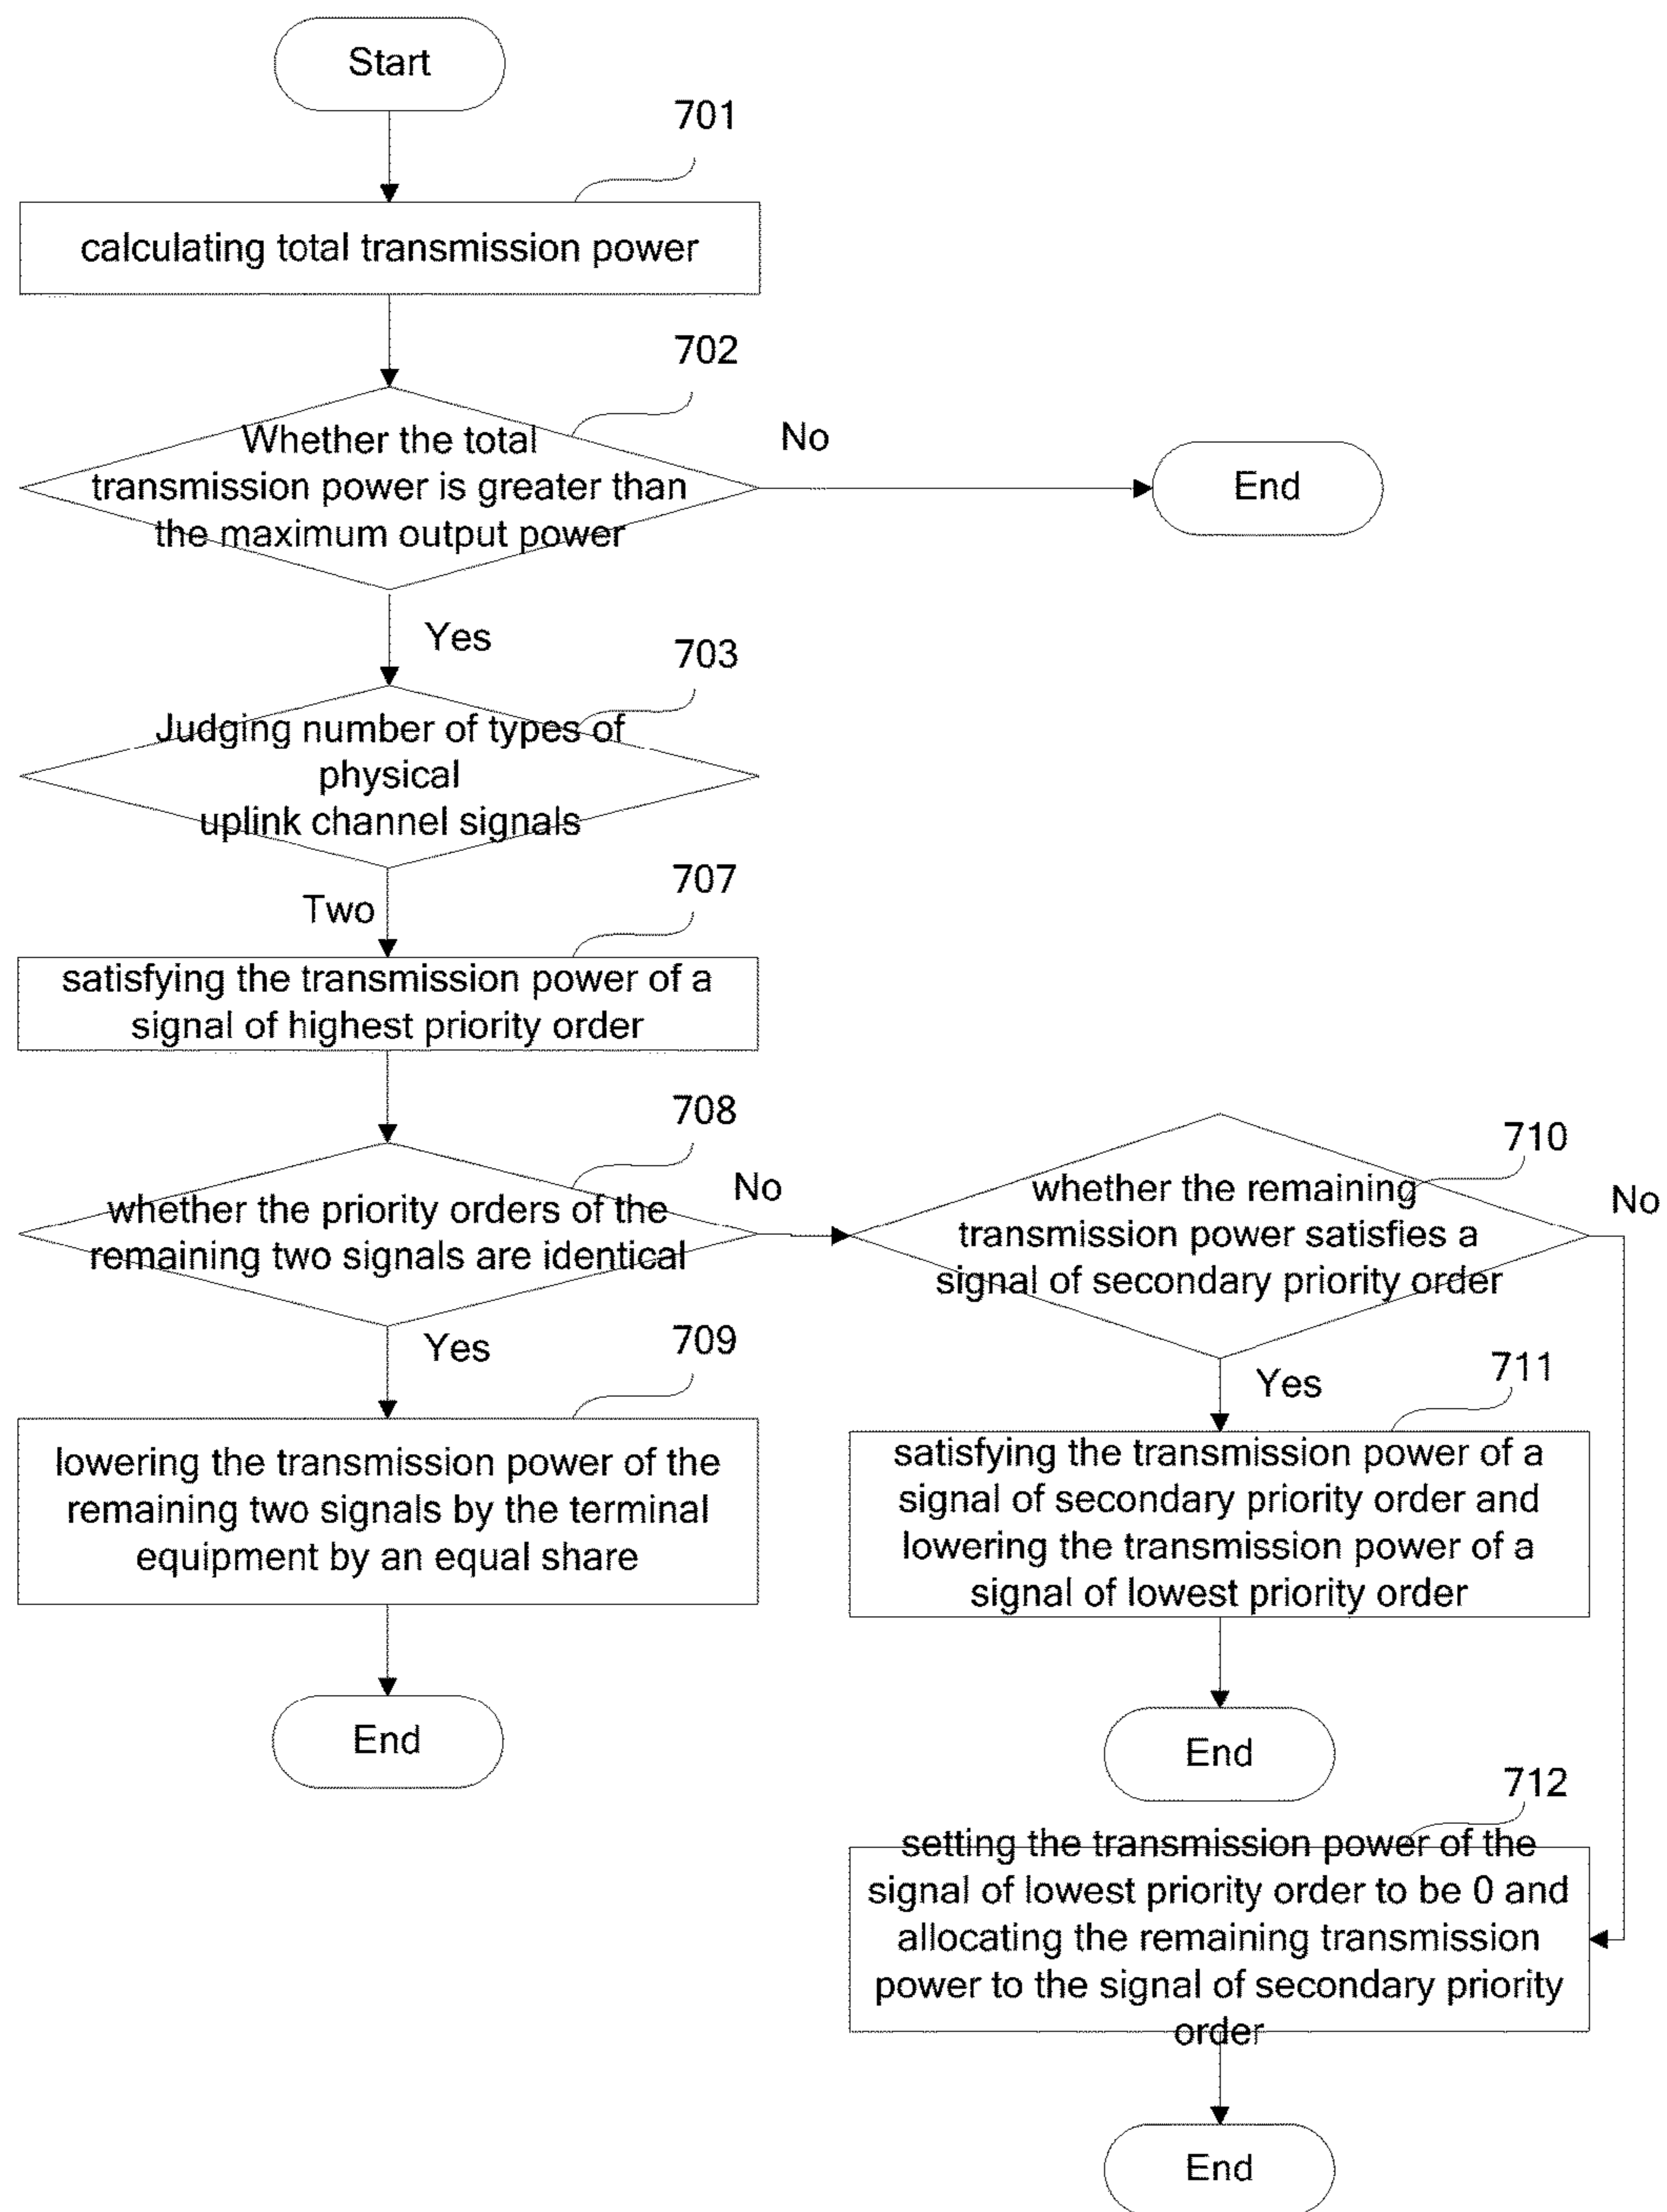 Start
701
calculating total transmission power
702
Whether the total
transmission power is greater than
the maximum output power
No
End
Yes
703
Judging number of types of
physical
uplink channel signals
Two
707
satisfying the transmission power of a
signal of highest priority order
708
whether the priority orders of the
remaining two signals are identical
No
710
whether the remaining
transmission power satisfies a
signal of secondary priority order
No
Yes
709
lowering the transmission power of the
remaining two signals by the terminal
equipment by an equal share
End
Yes
711
satisfying the transmission power of a
signal of secondary priority order and
lowering the transmission power of a
signal of lowest priority order
End
712
setting the transmission power of the
signal of lowest priority order to be 0 and
allocating the remaining transmission
power to the signal of secondary priority
order
End